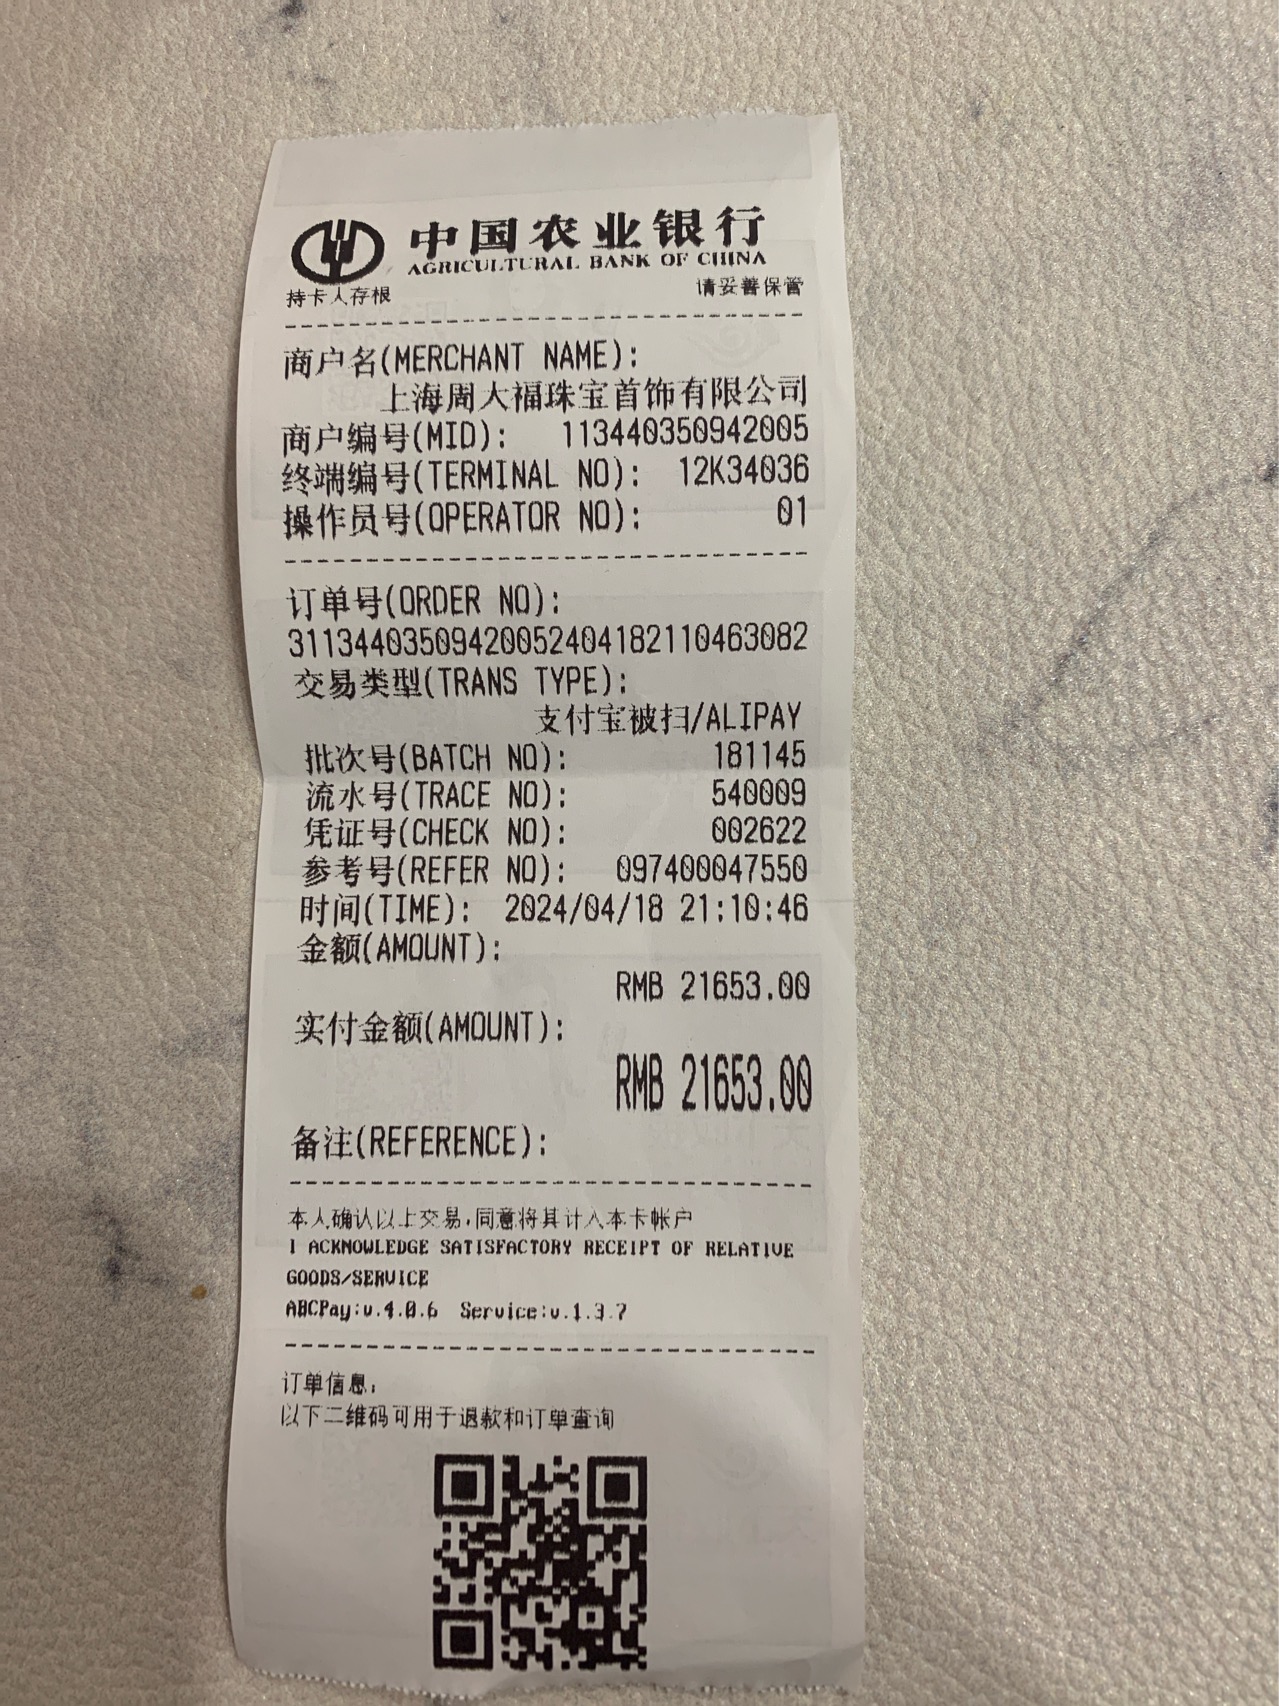 中国农业银行
AGRICULTURAL BANK OF CHINA
持卡人存根 请妥善保管
商户名(MERCHANT NAME):
上海周大福珠宝首饰有限公司
商户编号(MID): 113440350942005
终端编号(TERMINAL NO): 12K34036
操作员号(OPERATOR NO): 01
订单号(ORDER NO):
31134403509420052404182110463082
交易类型(TRANS TYPE):
支付宝被扫/ALIPAY
批次号(BATCH NO): 181145
流水号(TRACE NO): 540009
凭证号(CHECK NO): 002622
参考号(REFER NO): 097400047550
时间(TIME): 2024/04/18 21:10:46
金额(AMOUNT):
RMB 21653.00
实付金额(AMOUNT):
RMB 21653.00
备注(REFERENCE):
本人确认以上交易,同意将其计入本卡帐户
I ACKNOWLEDGE SATISFACTORY RECEIPT OF RELATIVE
GOODS/SERVICE
ABCPay:v.4.0.6 Service:v.1.3.7
订单信息:
以下二维码可用于退款和订单查询